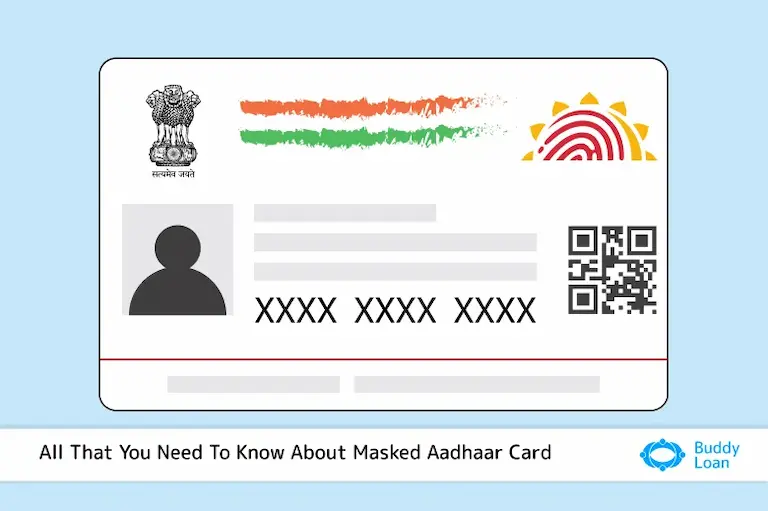 सत्यमेव जयते
XXXX XXXX XXXX
All That You Need To Know About Masked Aadhaar Card
Buddy
Loan